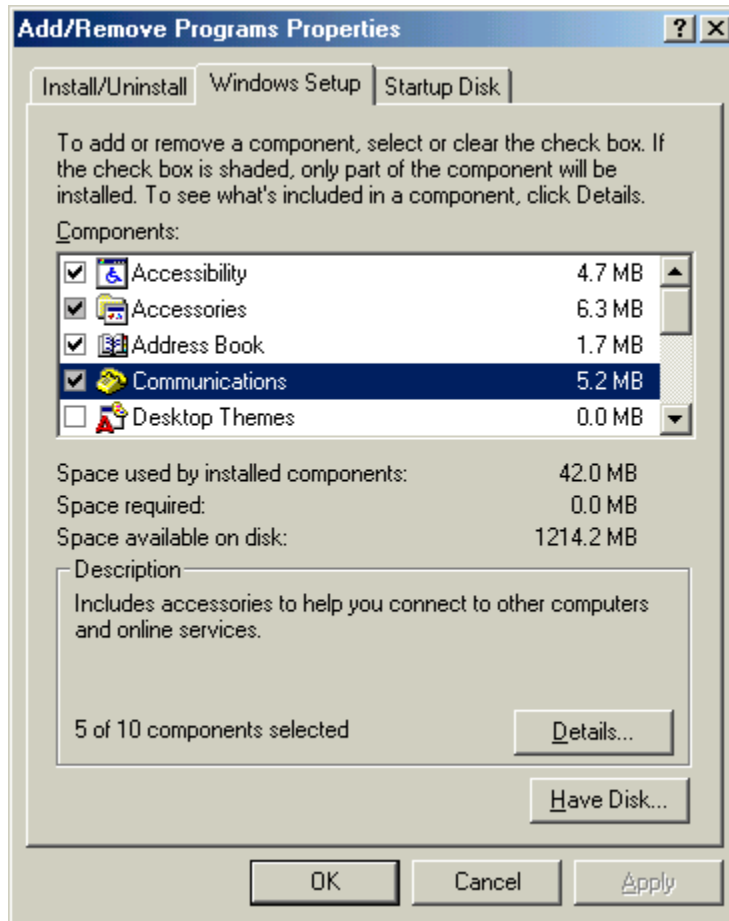 Add/Remove Programs Properties
Install/Uninstall Windows Setup Startup Disk
To add or remove a component, select or clear the check box. If
the check box is shaded, only part of the component will be
installed. To see what's included in a component, click Details.
Components:
Accessibility 4.7 MB
Accessories 6.3 MB
Address Book 1.7 MB
Communications 5.2 MB
Desktop Themes 0.0 MB
Space used by installed components: 42.0 MB
Space required: 0.0 MB
Space available on disk: 1214.2 MB
Description
Includes accessories to help you connect to other computers
and online services.
5 of 10 components selected
Details...
Have Disk...
OK Cancel Apply